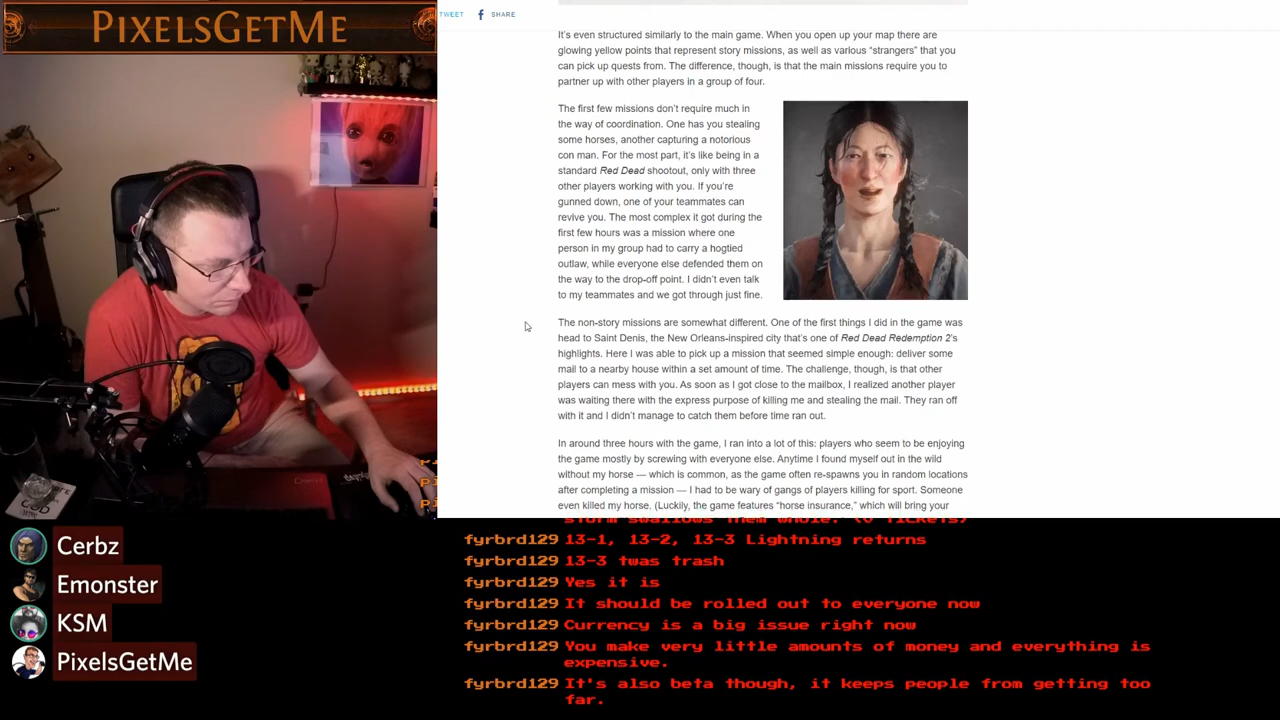 PIXELSGETME
TWEET SHARE
It's even structured similarly to the main game. When you open up your map there are
glowing yellow points that represent story missions, as well as various “strangers” that you
can pick up quests from. The difference, though, is that the main missions require you to
partner up with other players in a group of four.
The first few missions don’t require much in
the way of coordination. One has you stealing
some horses, another capturing a notorious
con man. For the most part, it’s like being in a
standard Red Dead shootout, only with three
other players working with you. If you’re
gunned down, one of your teammates can
revive you. The most complex it got during the
first few hours was a mission where one
person in my group had to carry a hogtied
outlaw, while everyone else defended them on
the way to the drop-off point. I didn’t even talk
to my teammates and we got through just fine.
The non-story missions are somewhat different. One of the first things I did in the game was
head to Saint Denis, the New Orleans-inspired city that’s one of Red Dead Redemption 2’s
highlights. Here I was able to pick up a mission that seemed simple enough: deliver some
mail to a nearby house within a set amount of time. The challenge, though, is that other
players can mess with you. As soon as I got close to the mailbox, I realized another player
was waiting there with the express purpose of killing me and stealing the mail. They ran off
with it and I didn’t manage to catch them before time ran out.
In around three hours with the game, I ran into a lot of this: players who seem to be enjoying
the game mostly by screwing with everyone else. Anytime I found myself out in the wild
without my horse — which is common, as the game often re-spawns you in random locations
after completing a mission — I had to be wary of gangs of players killing for sport. Someone
even killed my horse. (Luckily, the game features “horse insurance,” which will bring your
Cerbz
Emonster
KSM
PixelsGetMe
fyrbrd129 13-1, 13-2, 13-3 Lightning returns
fyrbrd129 13-3 twas trash
fyrbrd129 Yes it is
fyrbrd129 It should be rolled out to everyone now
fyrbrd129 Currency is a big issue right now
fyrbrd129 You make very little amounts of money and everything is
expensive.
fyrbrd129 It's also beta though, it keeps people from getting too
far.